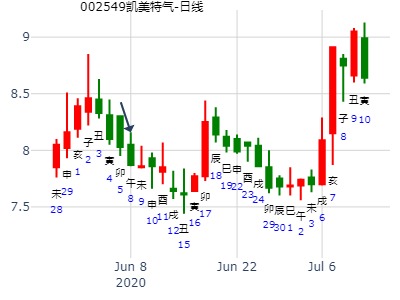 002549凯美特气-日线
9
8.5
8
7.5
未
28
申
29
亥
1
子
2
丑
3
寅
4
卯
5
午
8
未
9
申
10
酉
11
戌
12
丑
15
寅
16
卯
17
辰
18
巳
19
申
22
酉
23
戌
24
卯
29
辰
30
巳
1
午
2
未
3
戌
6
亥
7
子
8
丑
9
寅
10
Jun 8
2020
Jun 22
Jul 6